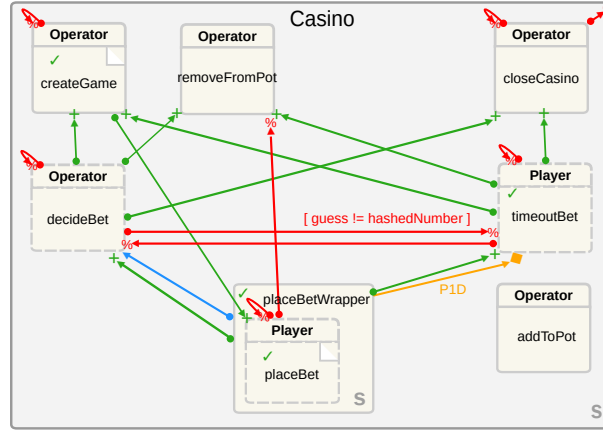 Casino
Operator
createGame
Operator
removeFromPot
Operator
closeCasino
%
%
+
+
+
%
+
+
+
%
Operator
decideBet
%
Player
timeoutBet
[ guess != hashedNumber ]
%
%
+
+
placeBetWrapper
P1D
+
%
Player
placeBet
S
Operator
addToPot
S